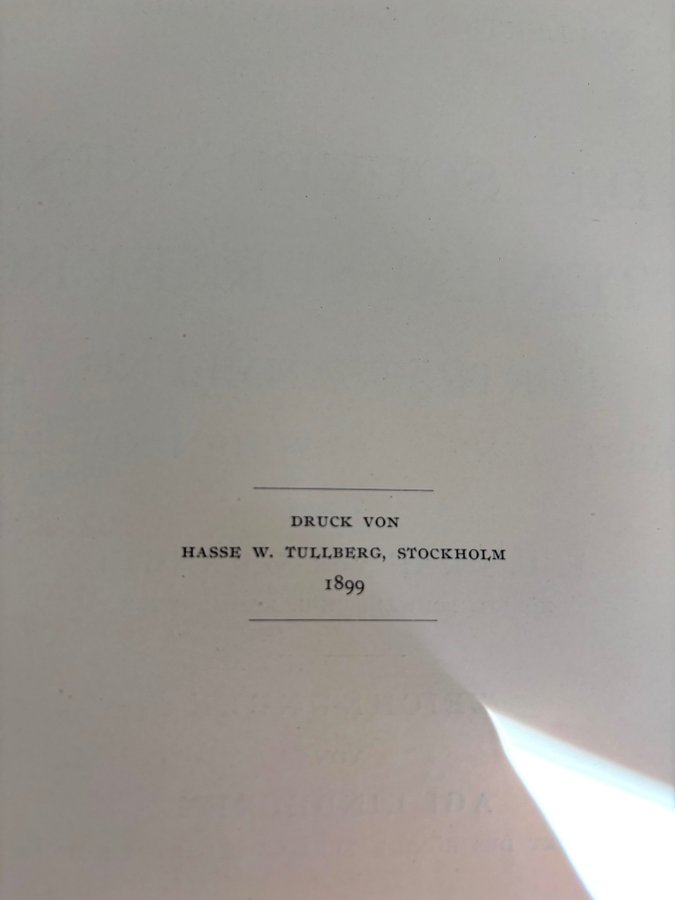 DRUCK VON
HASSE W. TULLBERG, STOCKHOLM
1899